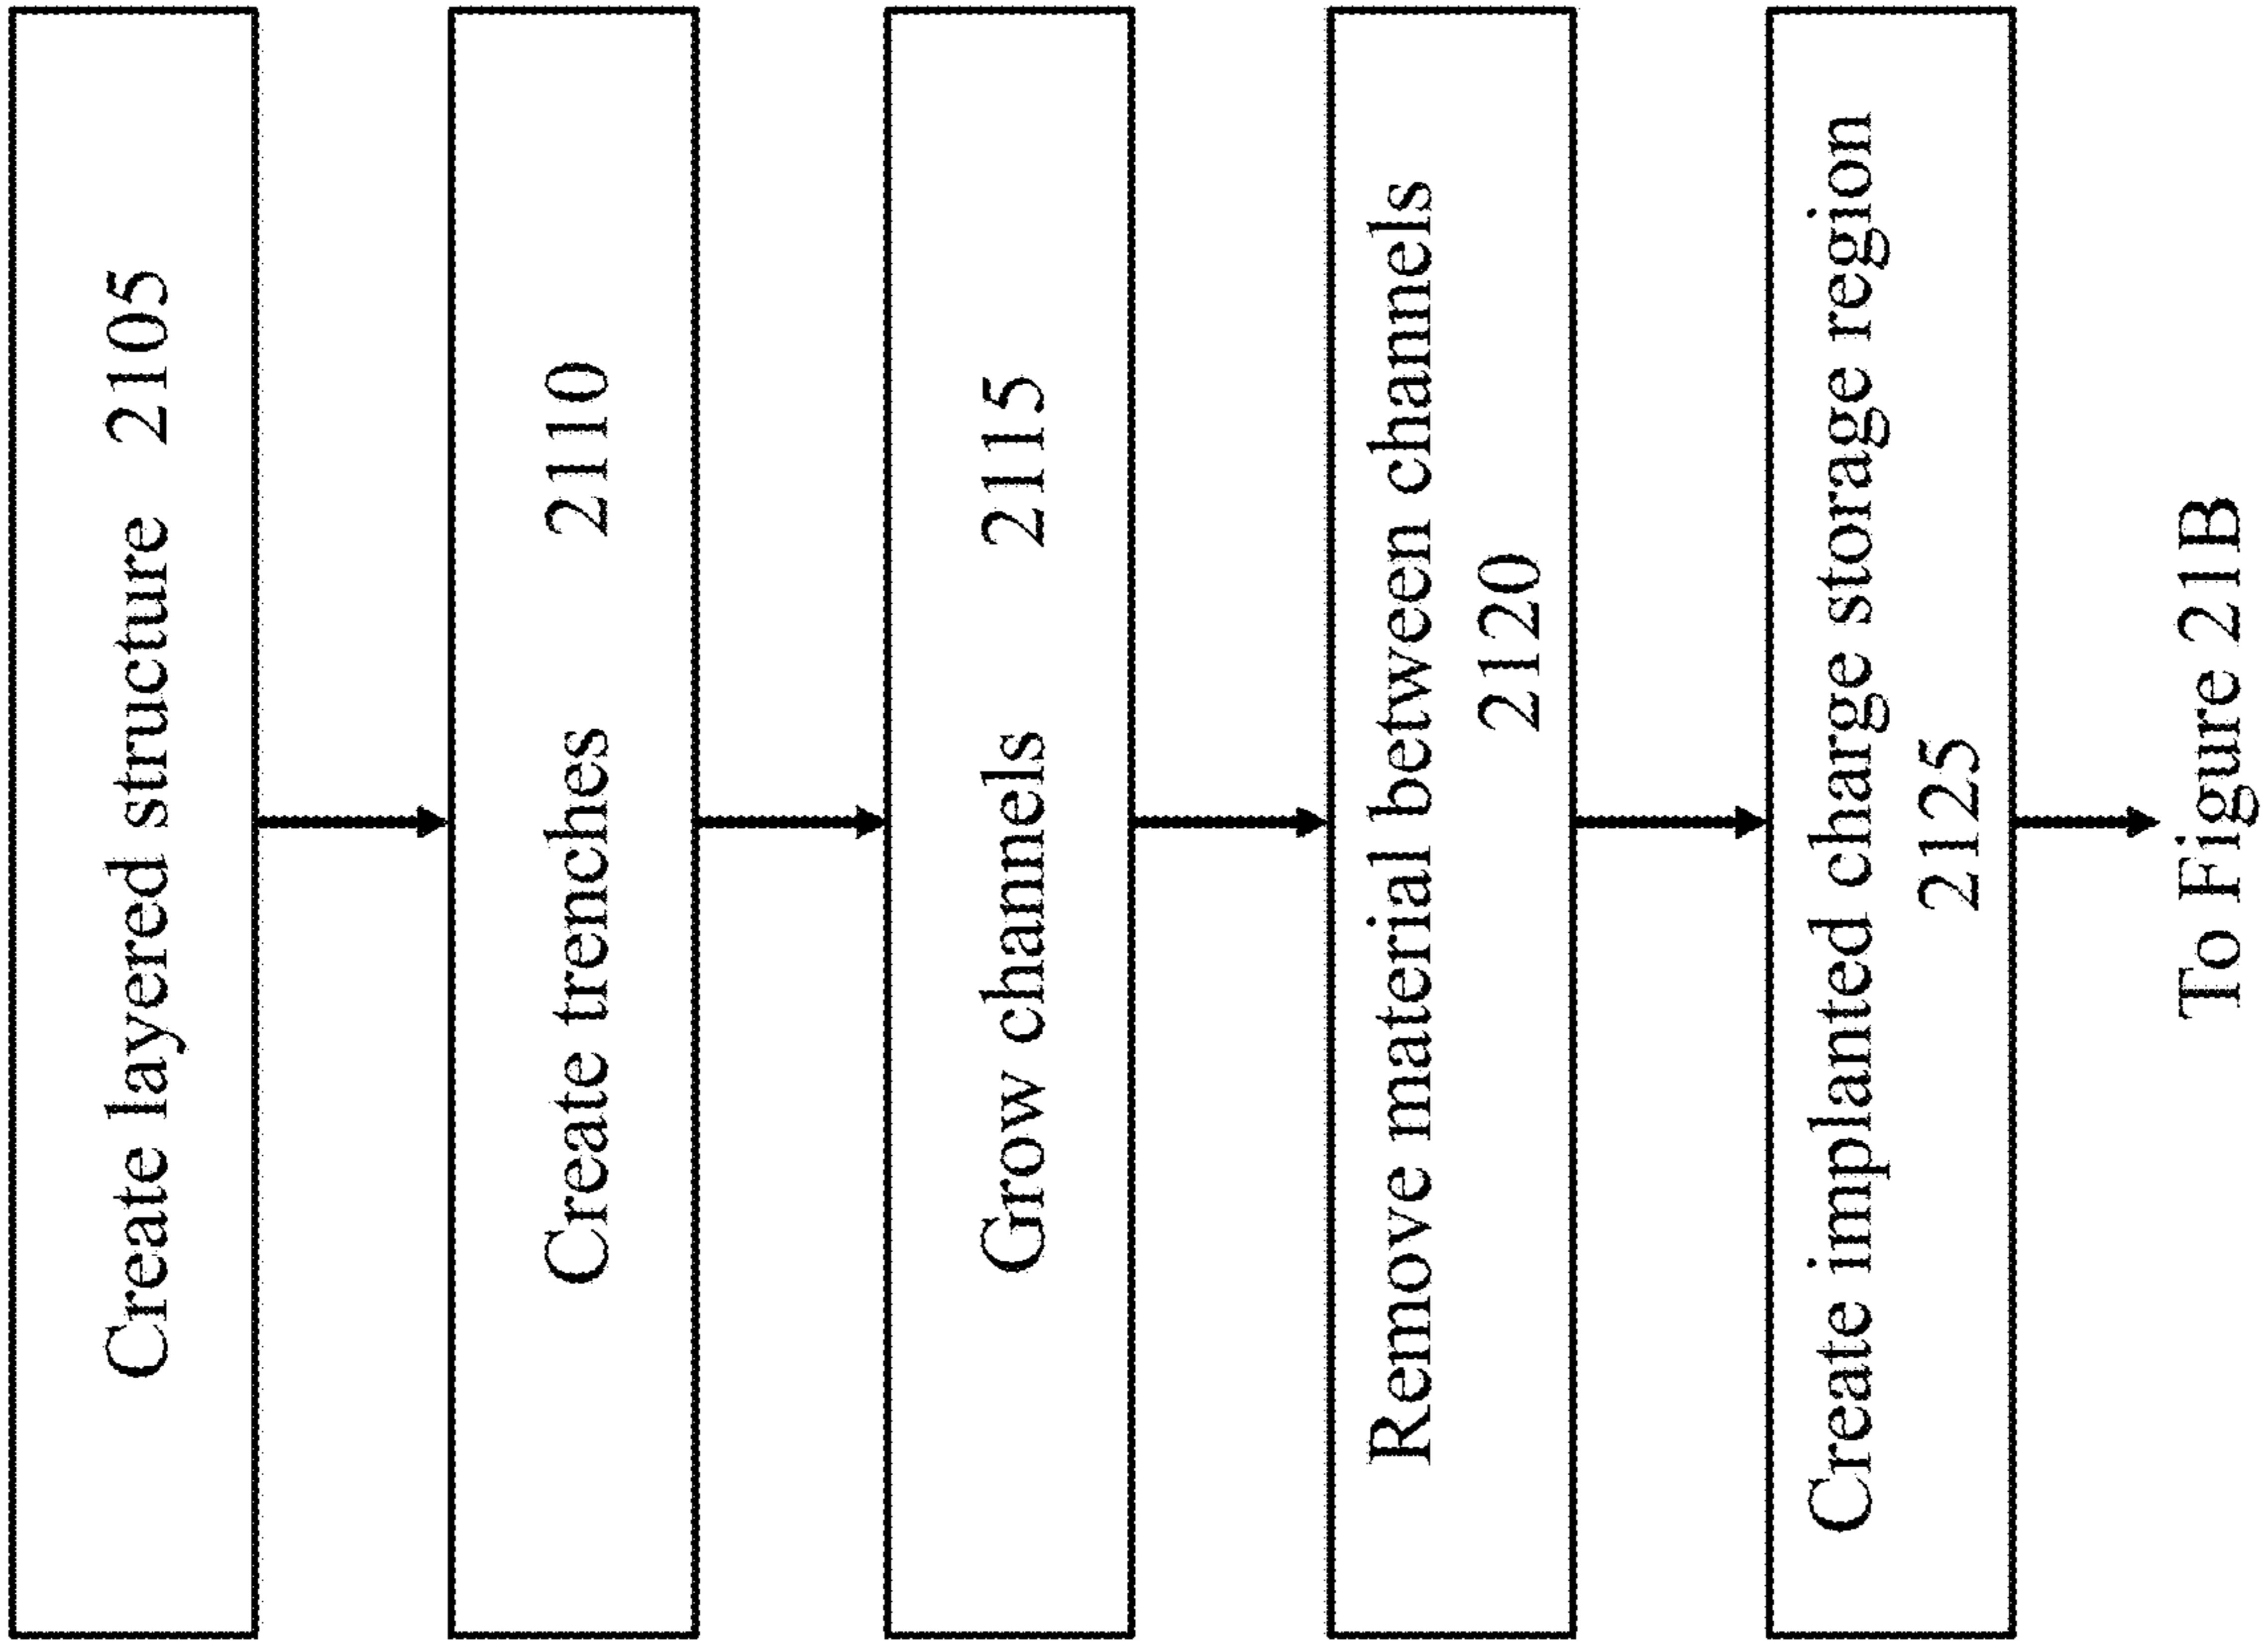 Create layered structure 2105
Create trenches 2110
Grow channels 2115
Remove material between channels
2120
Create implanted charge storage region
2125
To Figure 21B